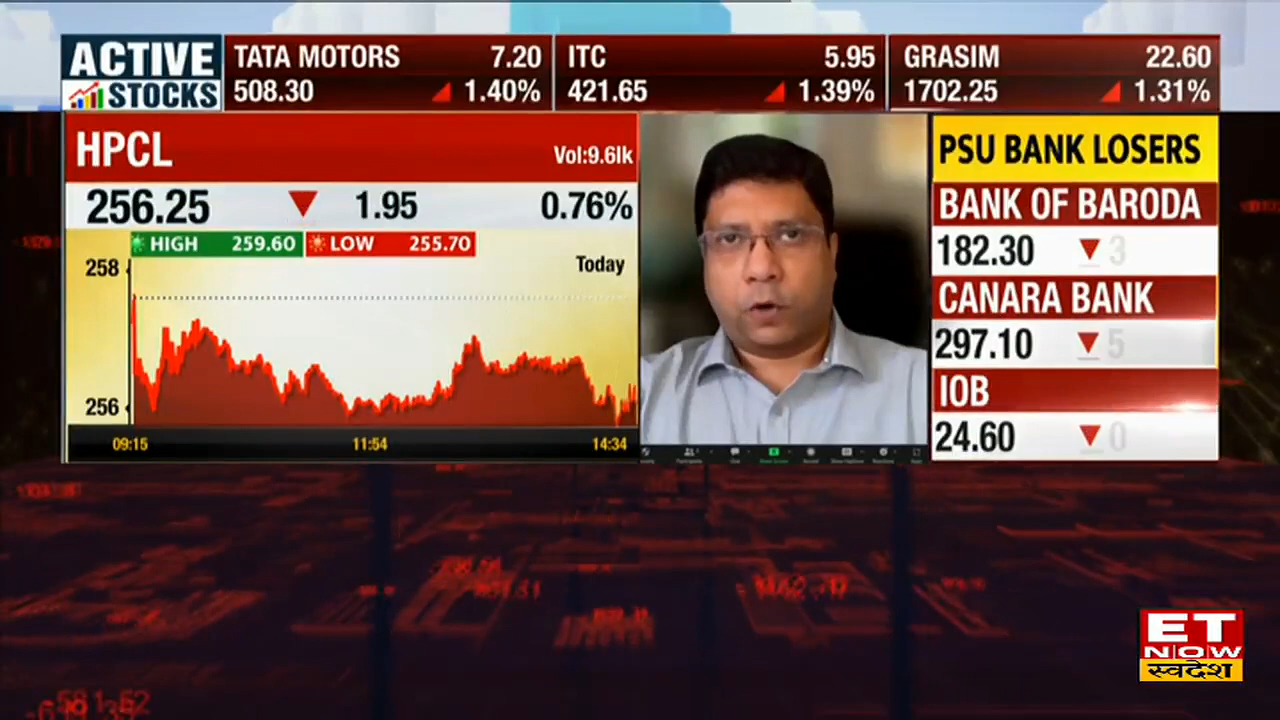 ACTIVE STOCKS
TATA MOTORS 7.20
508.30 1.40%
ITC 5.95
421.65 1.39%
GRASIM 22.60
1702.25 1.31%
HPCL Vol:9.6lk
256.25 1.95 0.76%
HIGH 259.60 LOW 255.70
Today
258
256
09:15 11:54 14:34
PSU BANK LOSERS
BANK OF BARODA
182.30 3
CANARA BANK
297.10 5
IOB
24.60 0
ET
NOW
स्वदेश